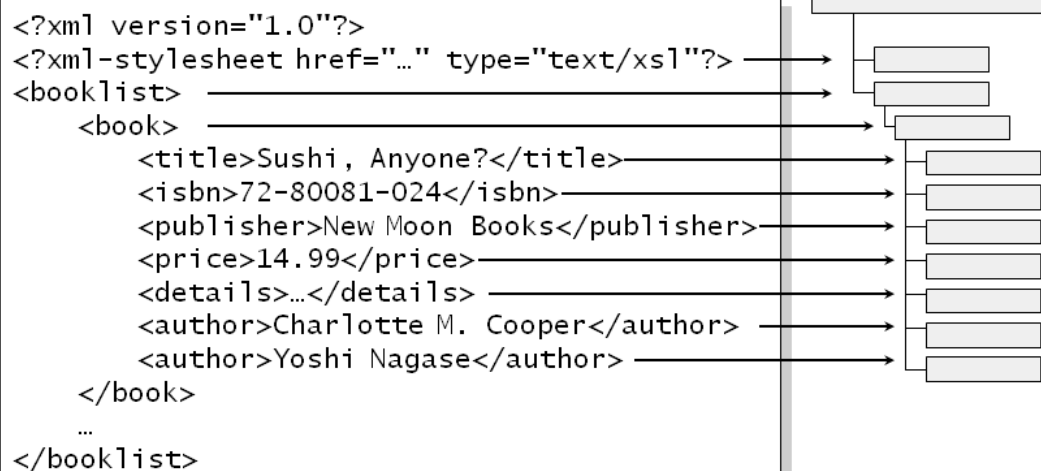 <?xml version="1.0"?>
<?xml-stylesheet href="…" type="text/xsl"?>
<booklist>
<book>
<title>Sushi, Anyone?</title>
<isbn>72-80081-024</isbn>
<publisher>New Moon Books</publisher>
<price>14.99</price>
<details>…</details>
<author>Charlotte M. Cooper</author>
<author>Yoshi Nagase</author>
</book>
…
</booklist>